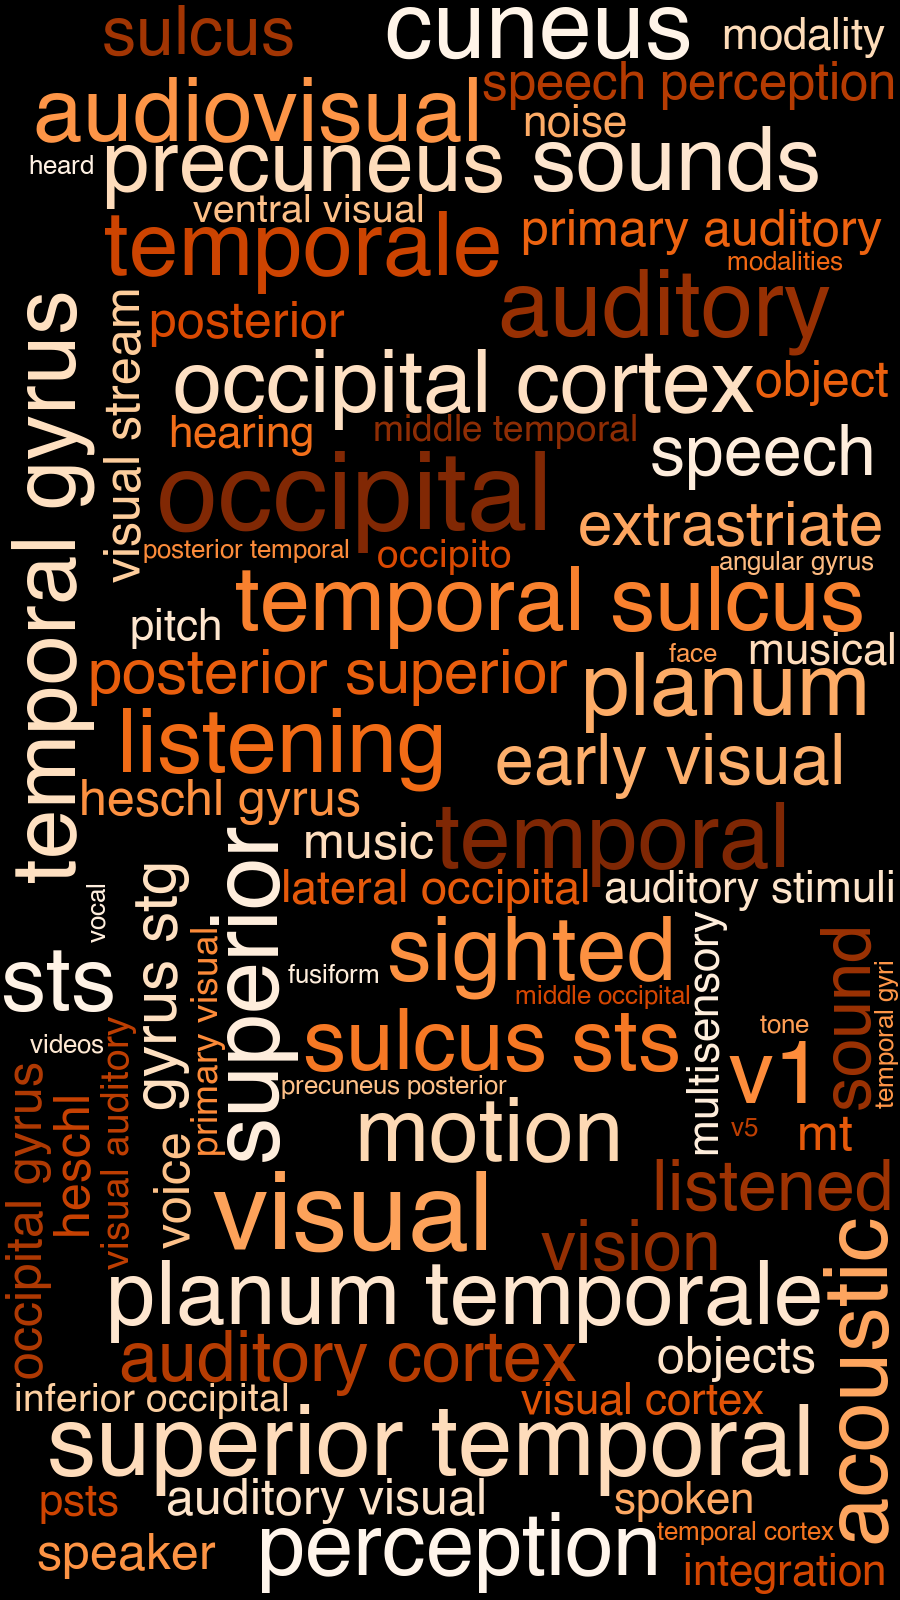 sulcus
cuneus
modality
speech perception
audiovisual
noise
heard
precuneus
sounds
ventral visual
temporale
primary auditory
modalities
auditory
temporal gyrus
visual stream
posterior
occipital cortex
object
hearing
middle temporal
speech
occipital
extrastriate
posterior temporal
occipito
angular gyrus
temporal sulcus
pitch
musical
face
posterior superior
planum
listening
early visual
heschl gyrus
temporal
music
superior
lateral occipital
auditory stimuli
gyrus stg
vocal
sighted
multisensory
sound
primary visual
sts
fusiform
middle occipital
temporal gyri
sulcus sts
tone
videos
v1
visual auditory
precuneus posterior
occipital gyrus
heschl
motion
v5
mt
voice
visual
listened
vision
acoustic
planum temporale
auditory cortex
objects
inferior occipital
visual cortex
superior temporal
psts
auditory visual
spoken
perception
temporal cortex
speaker
integration